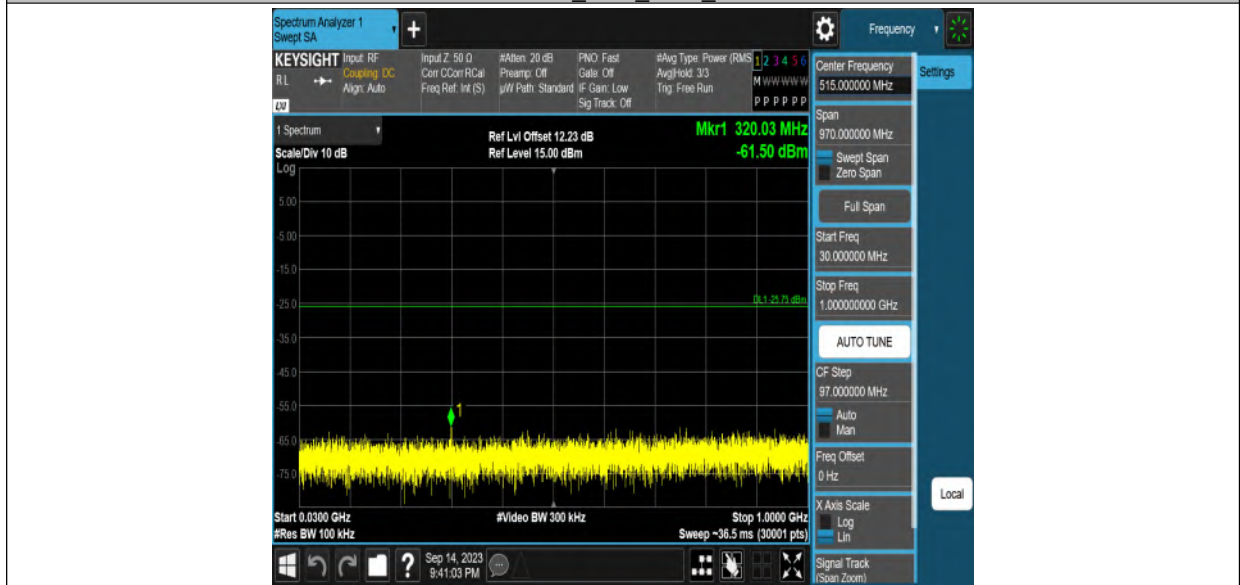 Spectrum Analyzer 1
Swept SA
+
Frequency
KEYSIGHT
RL
LXI
Input: RF
Coupling: DC
Align: Auto
Input Z: 50 Ω
Corr CCorr RCal
Freq Ref: Int (S)
#Atten: 20 dB
Preamp: Off
µW Path: Standard
PNO: Fast
Gate: Off
IF Gain: Low
Sig Track: Off
#Avg Type: Power (RMS
Avg|Hold: 3/3
Trig: Free Run
1 2 3 4 5 6
M W W W W W
P P P P P P
1 Spectrum
Scale/Div 10 dB
Log
Ref Lvl Offset 12.23 dB
Ref Level 15.00 dBm
Mkr1 320.03 MHz
-61.50 dBm
5.00
-5.00
-15.0
-25.0
DL1 -25.75 dBm
-35.0
-45.0
-55.0
1
-65.0
-75.0
Start 0.0300 GHz
#Res BW 100 kHz
#Video BW 300 kHz
Stop 1.0000 GHz
Sweep ~36.5 ms (30001 pts)
Center Frequency
515.000000 MHz
Settings
Span
970.000000 MHz
Swept Span
Zero Span
Full Span
Start Freq
30.000000 MHz
Stop Freq
1.000000000 GHz
AUTO TUNE
CF Step
97.000000 MHz
Auto
Man
Freq Offset
0 Hz
X Axis Scale
Log
Lin
Local
Signal Track
(Span Zoom)
?
Sep 14, 2023
9:41:03 PM